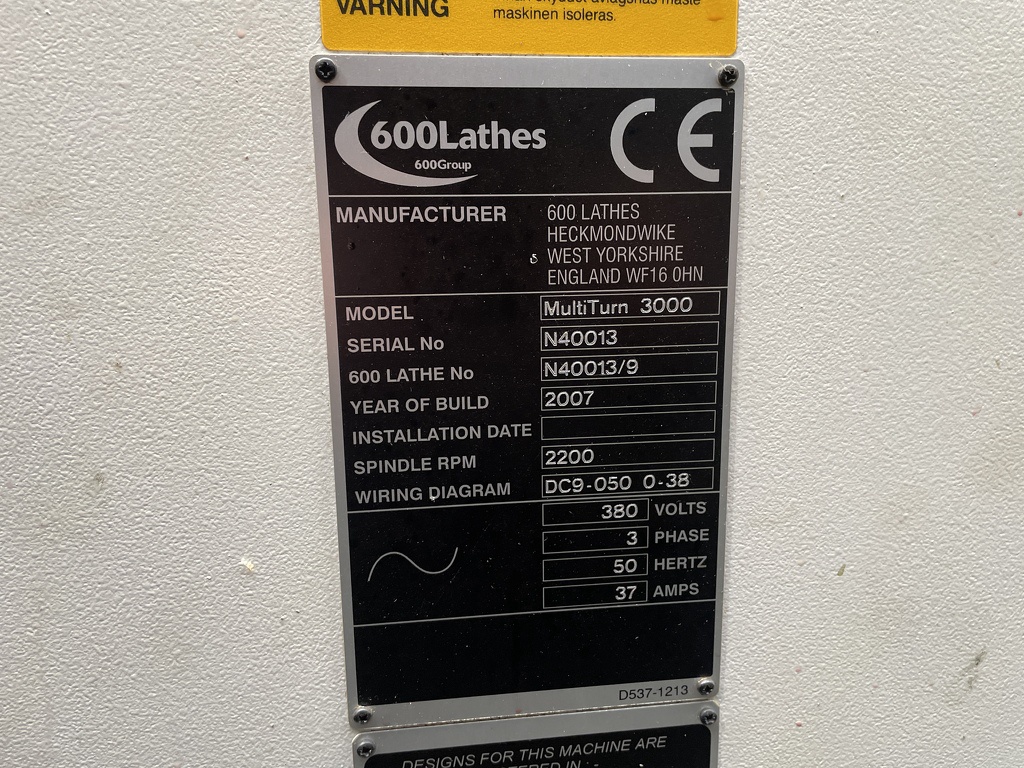 VARNING
maskinen isoleras.
600Lathes
600Group
CE
MANUFACTURER 600 LATHES
HECKMONDWIKE
WEST YORKSHIRE
ENGLAND WF16 0HN
MODEL MultiTurn 3000
SERIAL No N40013
600 LATHE No N40013/9
YEAR OF BUILD 2007
INSTALLATION DATE
SPINDLE RPM 2200
WIRING DIAGRAM DC9-050 0-38
380 VOLTS
3 PHASE
50 HERTZ
37 AMPS
D537-1213
DESIGNS FOR THIS MACHINE ARE